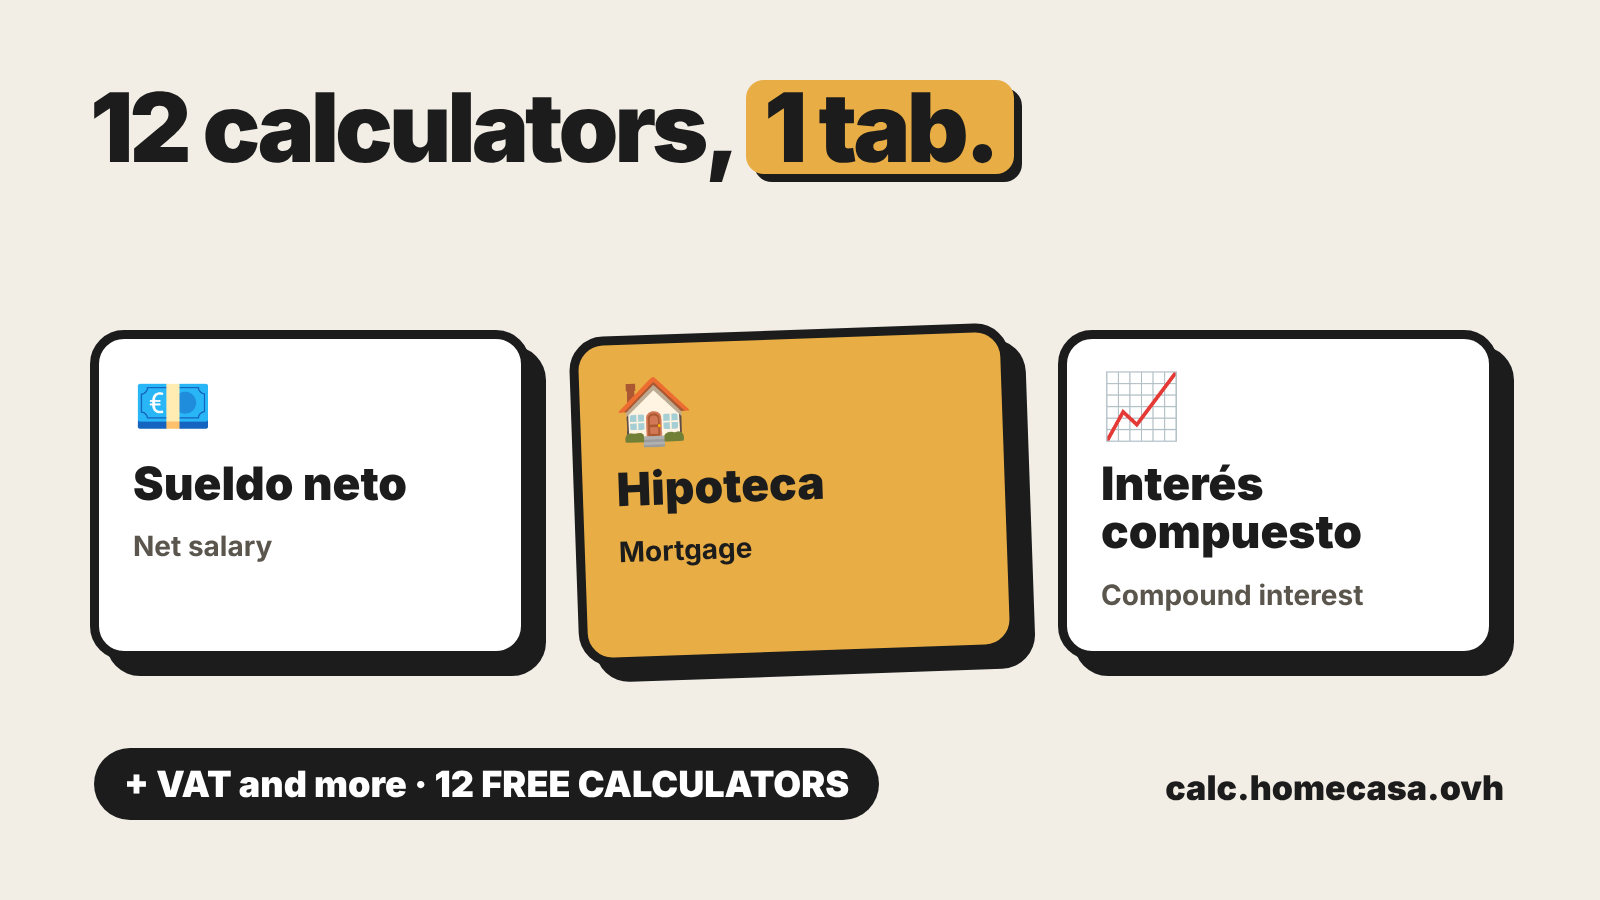 12 calculators, 1 tab.
Sueldo neto
Net salary
Hipoteca
Mortgage
Interés
compuesto
Compound interest
+ VAT and more · 12 FREE CALCULATORS
calc.homecasa.ovh